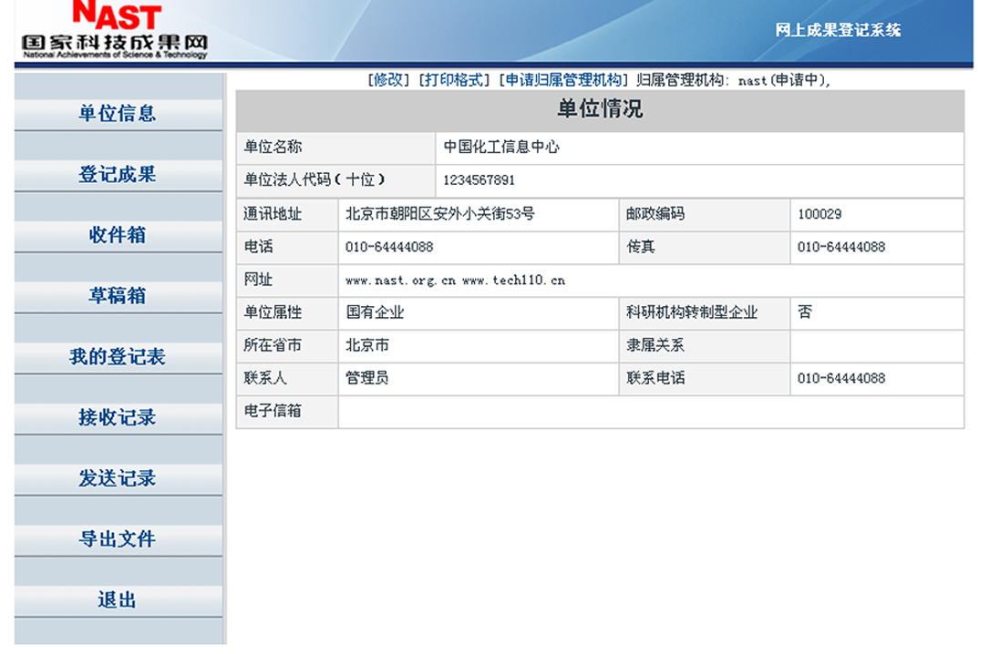 NAST
国家科技成果网
National Achievements of Science & Technology
网上成果登记系统
[修改] [打印格式] [申请归属管理机构] 归属管理机构: nast(申请中),
单位信息
登记成果
收件箱
草稿箱
我的登记表
接收记录
发送记录
导出文件
退出
单位情况
单位名称 中国化工信息中心
单位法人代码(十位) 1234567891
通讯地址 北京市朝阳区安外小关街53号 邮政编码 100029
电话 010-64444088 传真 010-64444088
网址 www.nast.org.cn www.tech110.cn
单位属性 国有企业 科研机构转制型企业 否
所在省市 北京市 隶属关系
联系人 管理员 联系电话 010-64444088
电子信箱